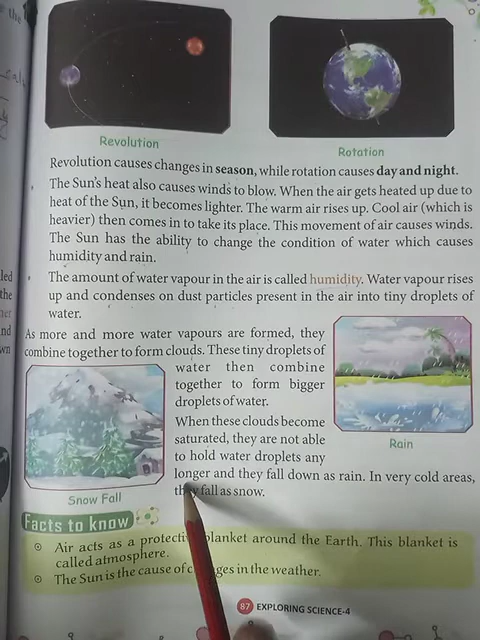 the
Revolution
Rotation
Revolution causes changes in season, while rotation causes day and night.
The Sun's heat also causes winds to blow. When the air gets heated up due to
heat of the Sun, it becomes lighter. The warm air rises up. Cool air (which is
heavier) then comes in to take its place. This movement of air causes winds.
The Sun has the ability to change the condition of water which causes
humidity and rain.
The amount of water vapour in the air is called humidity. Water vapour rises
up and condenses on dust particles present in the air into tiny droplets of
water.
As more and more water vapours are formed, they
combine together to form clouds. These tiny droplets of
water then combine
together to form bigger
droplets of water.
When these clouds become
saturated, they are not able
to hold water droplets any
longer and they fall down as rain. In very cold areas,
they fall as snow.
Rain
Snow Fall
Facts to know
Air acts as a protective blanket around the Earth. This blanket is
called atmosphere.
The Sun is the cause of changes in the weather.
87 EXPLORING SCIENCE-4